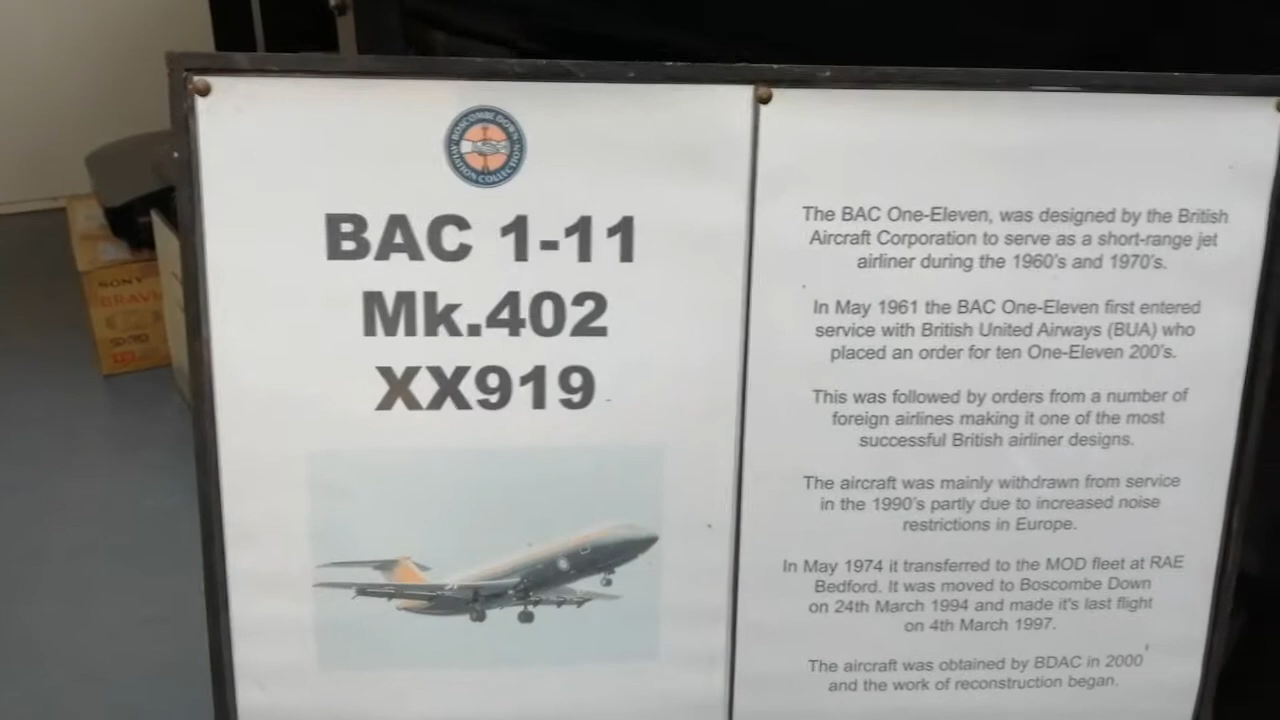 BOSCOMBE DOWN
AVIATION COLLECTION
BAC 1-11
Mk.402
XX919
The BAC One-Eleven, was designed by the British
Aircraft Corporation to serve as a short-range jet
airliner during the 1960's and 1970's.
In May 1961 the BAC One-Eleven first entered
service with British United Airways (BUA) who
placed an order for ten One-Eleven 200's.
This was followed by orders from a number of
foreign airlines making it one of the most
successful British airliner designs.
The aircraft was mainly withdrawn from service
in the 1990's partly due to increased noise
restrictions in Europe.
In May 1974 it transferred to the MOD fleet at RAE
Bedford. It was moved to Boscombe Down
on 24th March 1994 and made it's last flight
on 4th March 1997.
The aircraft was obtained by BDAC in 2000
and the work of reconstruction began.
SONY